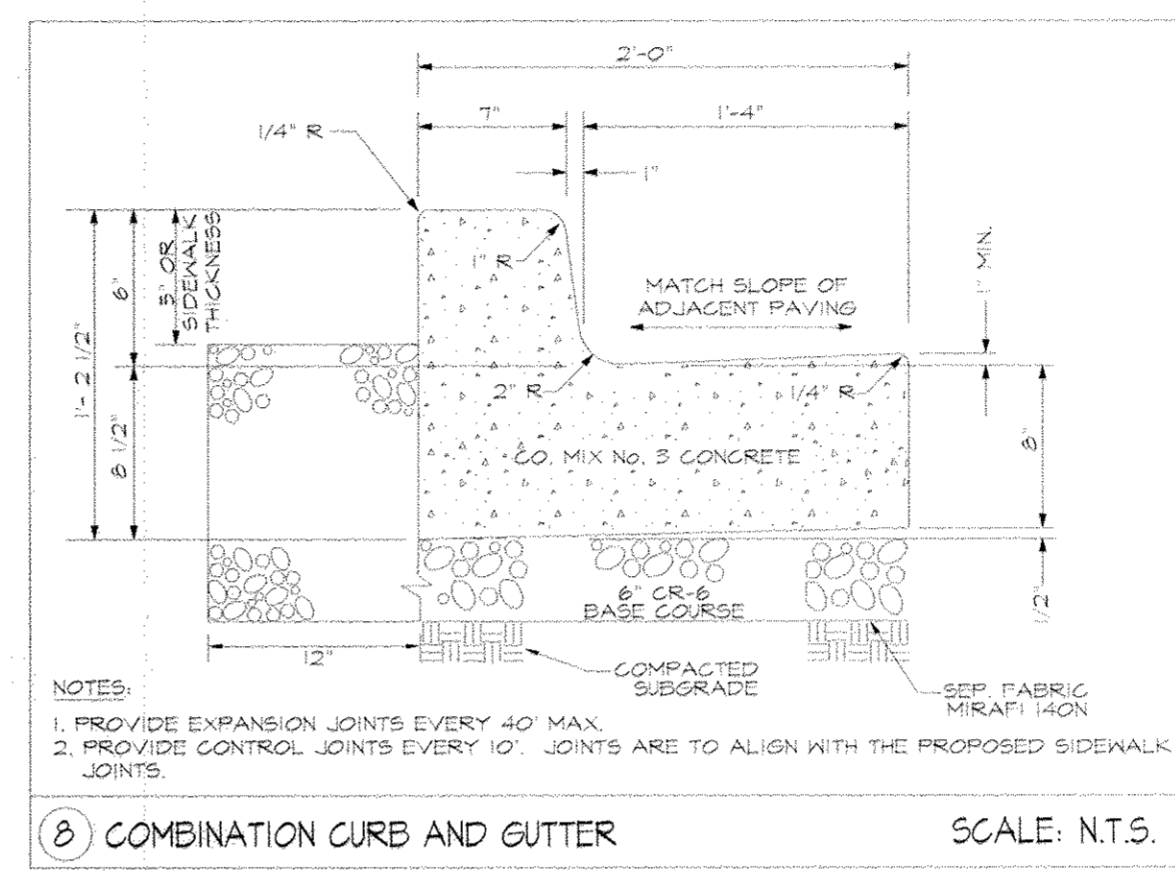 2'-0"
7"
1'-4"
1/4" R
1"
5" OR
SIDEWALK
THICKNESS
6"
1'- 2 1/2"
8 1/2"
1" R
MATCH SLOPE OF
ADJACENT PAVING
1" MIN.
2" R
1/4" R
8"
CO. MIX No. 3 CONCRETE
6" CR-6
BASE COURSE
1/2"
12"
COMPACTED
SUBGRADE
SEP. FABRIC
MIRAFI 140N
NOTES:
1. PROVIDE EXPANSION JOINTS EVERY 40' MAX.
2. PROVIDE CONTROL JOINTS EVERY 10'. JOINTS ARE TO ALIGN WITH THE PROPOSED SIDEWALK
JOINTS.
8 COMBINATION CURB AND GUTTER
SCALE: N.T.S.